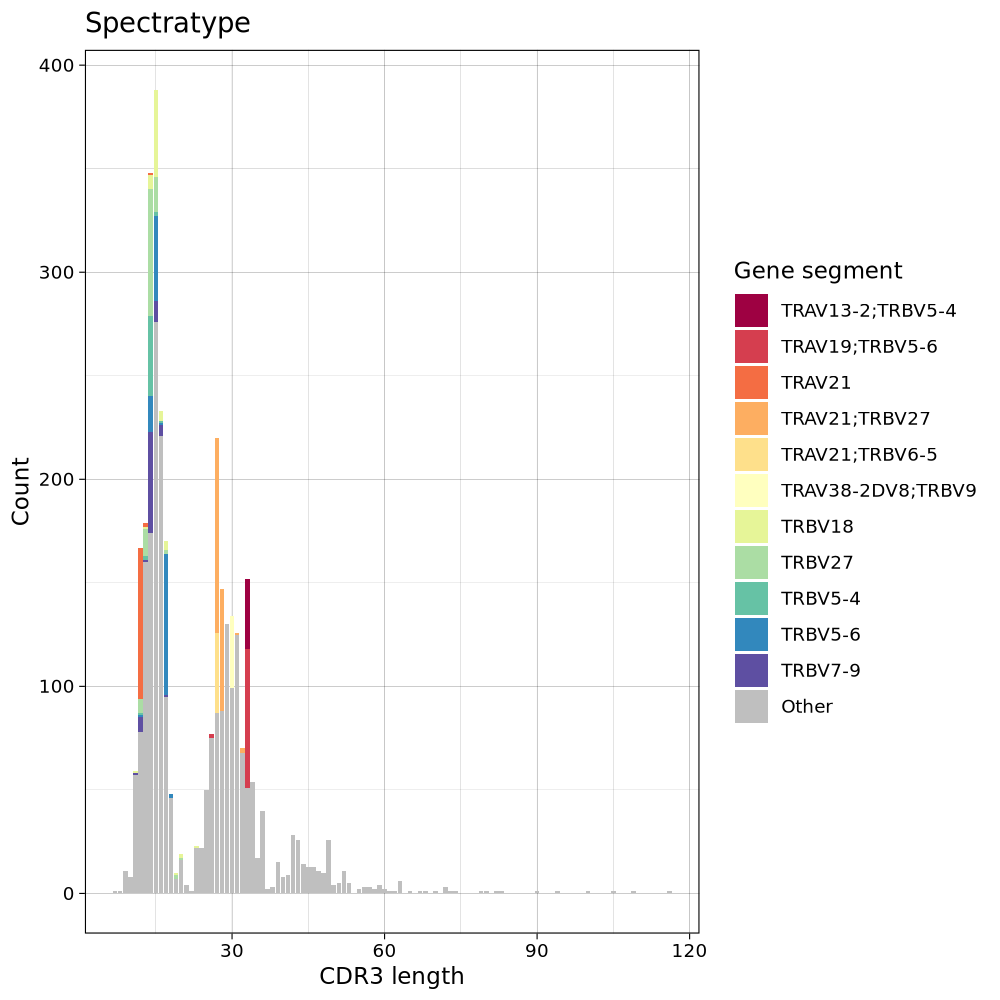 Spectratype
400
300
200
100
0
Count
30
60
90
120
CDR3 length
Gene segment
TRAV13-2;TRBV5-4
TRAV19;TRBV5-6
TRAV21
TRAV21;TRBV27
TRAV21;TRBV6-5
TRAV38-2DV8;TRBV9
TRBV18
TRBV27
TRBV5-4
TRBV5-6
TRBV7-9
Other